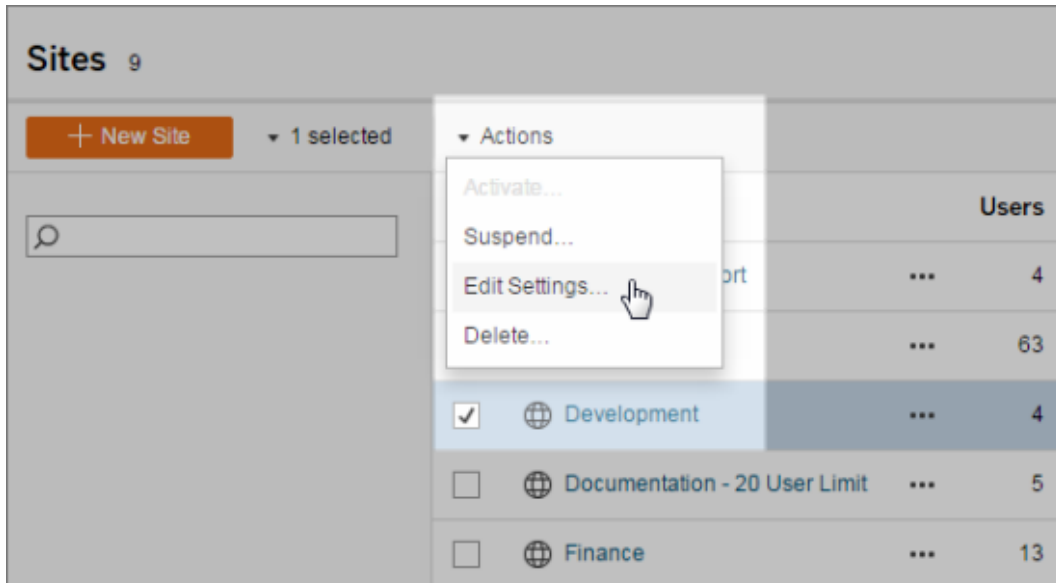 Sites 9
+ New Site 1 selected Actions
Activate...
Users
Suspend...
Edit Settings... ort ... 4
Delete... ... 63
Development ... 4
Documentation - 20 User Limit ... 5
Finance ... 13